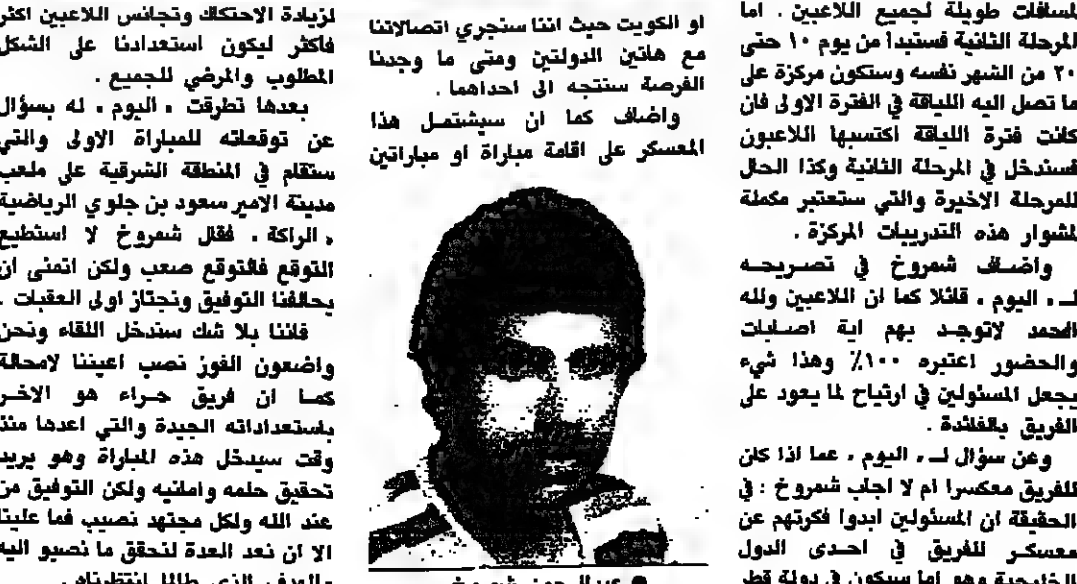 لمسافات طويلة لجميع اللاعبين . اما
المرحلة الثانية فستبدأ من يوم ١٠ حتى
٢٠ من الشهر نفسه وستكون مركزة على
ما تصل اليه اللياقة في الفترة الاولى فان
كانت فترة اللياقة اكتسبها اللاعبون
فسندخل في المرحلة الثانية وكذا الحال
للمرحلة الاخيرة والتي ستعتبر مكملة
لمشوار هذه التدريبات المركزة .
واضاف شمروخ في تصريحه
لـ « اليوم » قائلا كما ان اللاعبين ولله
الحمد لاتوجد بهم اية اصابات
والحضور اعتبره ١٠٠٪ وهذا شيء
يجعل المسئولين في ارتياح لما يعود على
الفريق بالفائدة .
وعن سؤال لـ « اليوم » عما اذا كان
للفريق معكسرا ام لا اجاب شمروخ : في
الحقيقة ان المسئولين ابدوا فكرتهم عن
معسكر للفريق في احدى الدول
الخليجية وهو اما سيكون في دولة قطر
او الكويت حيث اننا سنجري اتصالاتنا
مع هاتين الدولتين ومتى ما وجدنا
الفرصة سنتجه الى احداهما .
واضاف كما ان سيشتمل هذا
المعسكر على اقامة مباراة او مباراتين
● عبدالرحمن شمروخ
لزيادة الاحتكاك وتجانس اللاعبين اكثر
فاكثر ليكون استعدادنا على الشكل
المطلوب والمرضي للجميع .
بعدها تطرقت « اليوم » له بسؤال
عن توقعاته للمباراة الاولى والتي
ستقام في المنطقة الشرقية على ملعب
مدينة الامير سعود بن جلوي الرياضية
« الراكة » فقال شمروخ لا استطيع
التوقع فالتوقع صعب ولكن اتمنى ان
يحالفنا التوفيق ونجتاز اولى العقبات .
فاننا بلا شك سندخل اللقاء ونحن
واضعون الفوز نصب اعيننا لامحالة
كما ان فريق حراء هو الاخر
باستعداداته الجيدة والتي اعدها منذ
وقت سيدخل هذه المباراة وهو يريد
تحقيق حلمه وامانيه ولكن التوفيق من
عند الله ولكل مجتهد نصيب فما علينا
الا ان نعد العدة لنحقق ما نصبو اليه
والهدف الذي طالما انتظرناه .